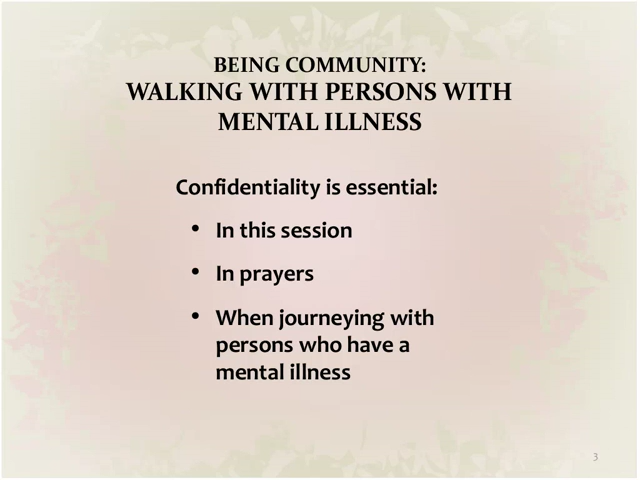 BEING COMMUNITY:
WALKING WITH PERSONS WITH
MENTAL ILLNESS
Confidentiality is essential:
• In this session
• In prayers
• When journeying with
persons who have a
mental illness
3